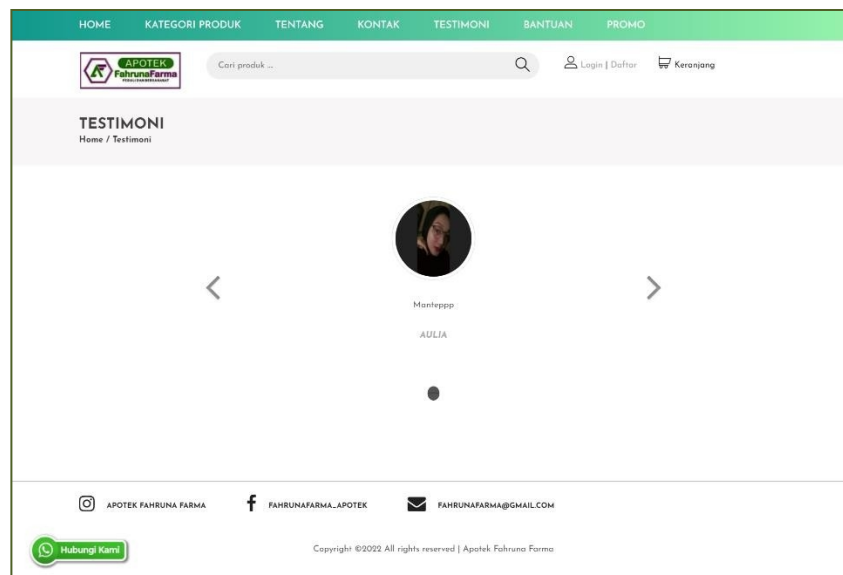 HOME KATEGORI PRODUK TENTANG KONTAK TESTIMONI BANTUAN PROMO
APOTEK
FahrunaFarma
Cari produk ...
Login | Daftar
Keranjang
TESTIMONI
Home / Testimoni
Manteppp
AULIA
APOTEK FAHRUNA FARMA
FAHRUNAFARMA_APOTEK
FAHRUNAFARMA@GMAIL.COM
Hubungi Kami
Copyright ©2022 All rights reserved | Apotek Fahruna Farma